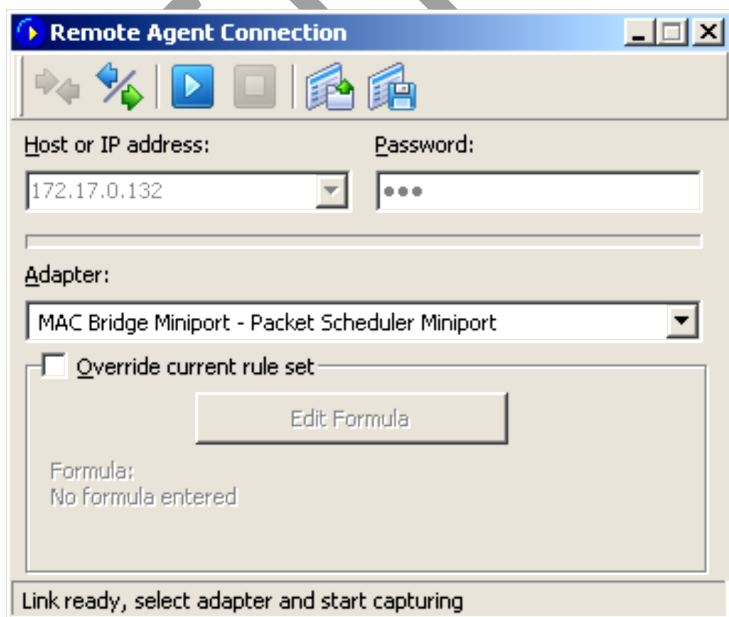 Remote Agent Connection
Host or IP address:
Password:
172.17.0.132
●●●
Adapter:
MAC Bridge Miniport - Packet Scheduler Miniport
Override current rule set
Edit Formula
Formula:
No formula entered
Link ready, select adapter and start capturing